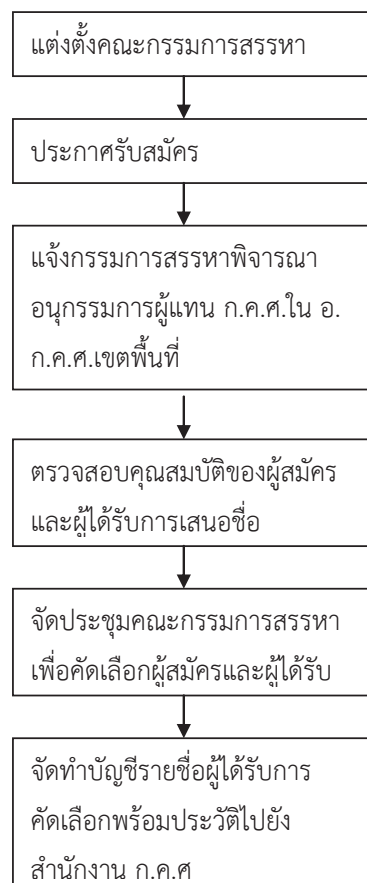 แต่งตั้งคณะกรรมการสรรหา
ประกาศรับสมัคร
แจ้งกรรมการสรรหาพิจารณา
อนุกรรมการผู้แทน ก.ค.ศ.ใน อ.
ก.ค.ศ.เขตพื้นที่
ตรวจสอบคุณสมบัติของผู้สมัคร
และผู้ได้รับการเสนอชื่อ
จัดประชุมคณะกรรมการสรรหา
เพื่อคัดเลือกผู้สมัครและผู้ได้รับ
จัดทำบัญชีรายชื่อผู้ได้รับการ
คัดเลือกพร้อมประวัติไปยัง
สำนักงาน ก.ค.ศ